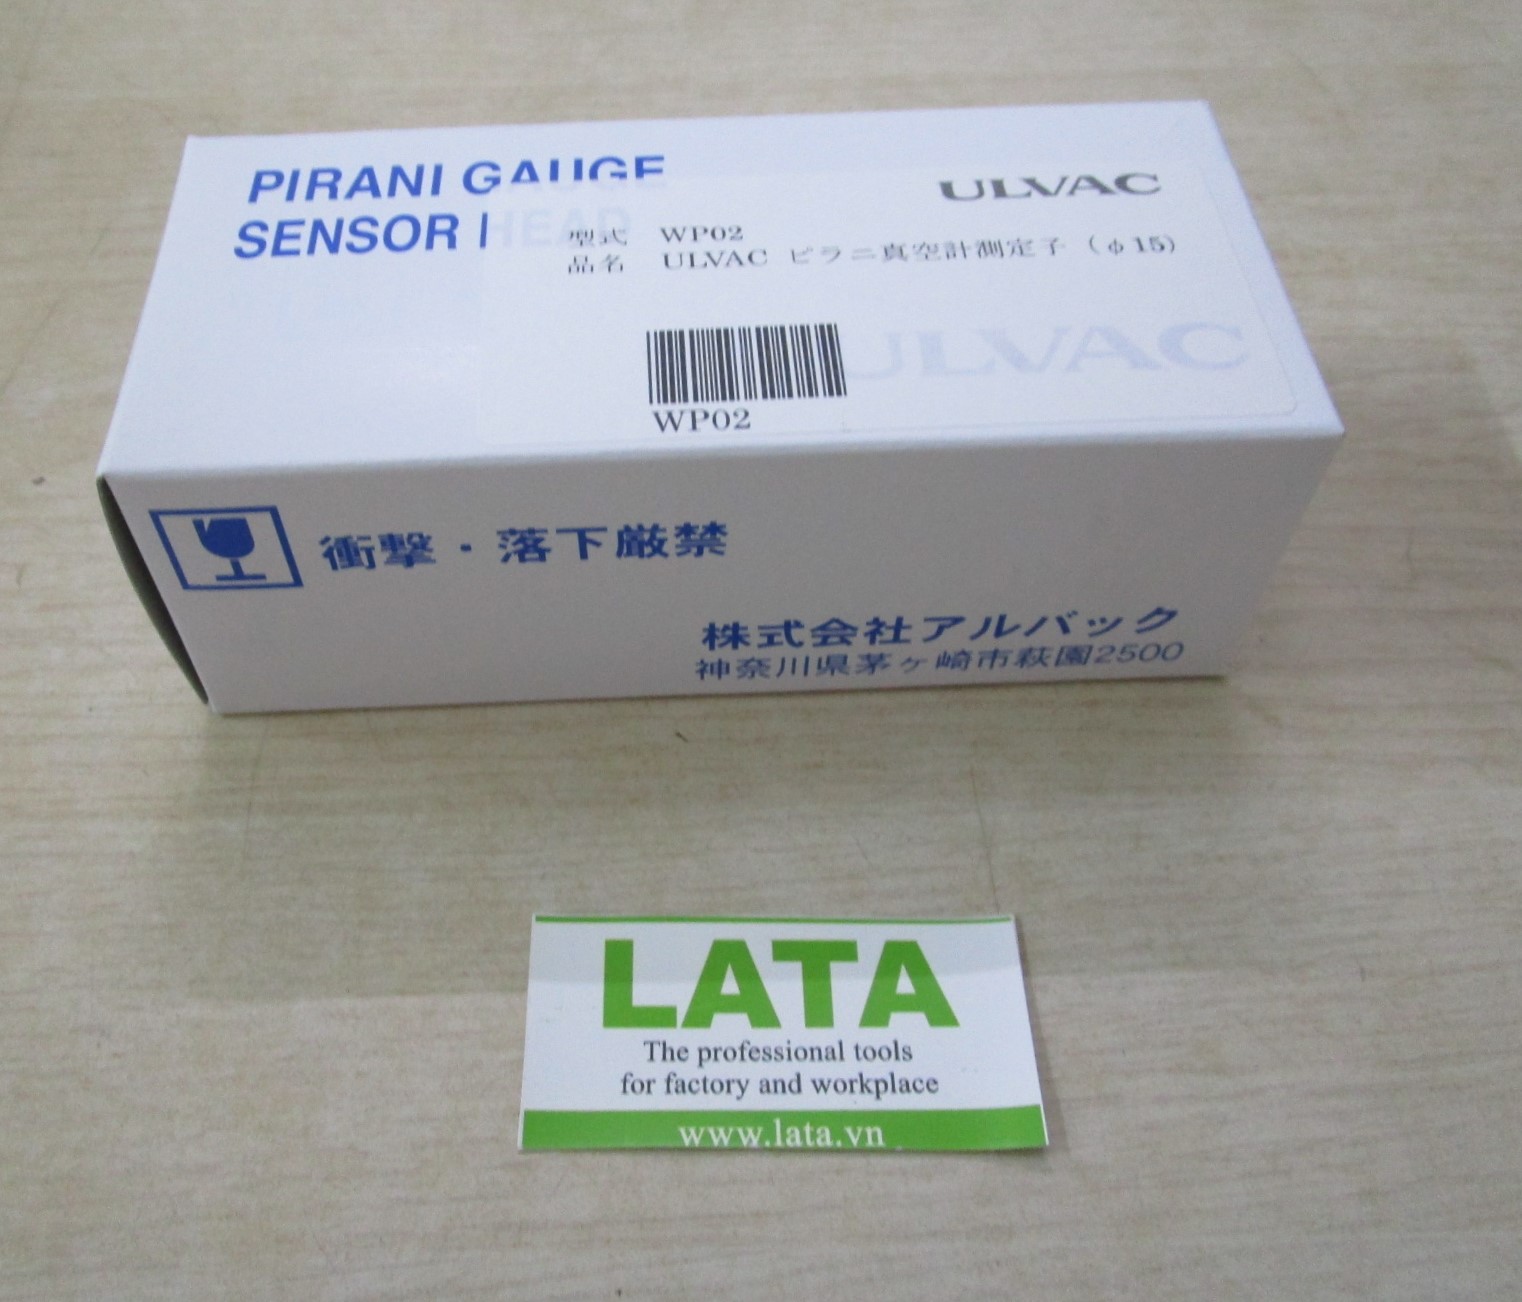 PIRANI GAUGE
SENSOR HEAD
ULVAC
型式 WP02
品名 ULVAC ピラニ真空計測定子 (φ15)
ULVAC
WP02
衝撃・落下厳禁
株式会社アルバック
神奈川県茅ヶ崎市萩園2500
LATA
The professional tools
for factory and workplace
www.lata.vn